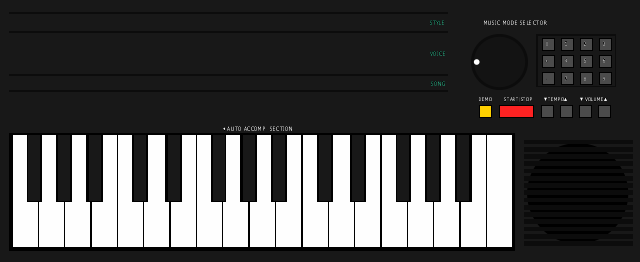 STYLE
MUSIC MODE SELECTOR
VOICE
SONG
DEMO START/STOP ▼TEMPO▲ ▼VOLUME▲
◂AUTO ACCOMP. SECTION